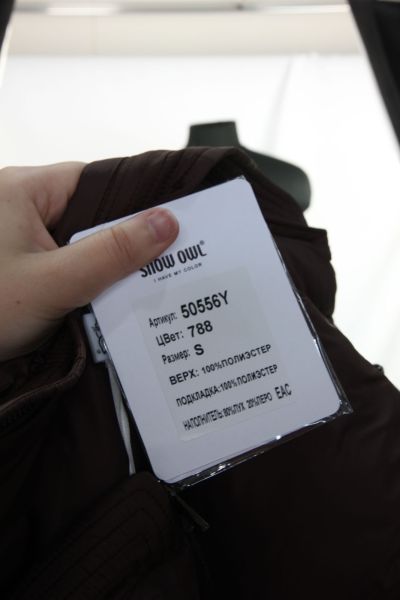 SNOW OWL®
I HAVE MY COLOR
Артикул: 50556Y
ЦВет: 788
Размер: S
ВЕРХ: 100%ПОЛИЭСТЕР
ПОДКЛАДКА:100% ПОЛИЭСТЕР
НАПОЛНИТЕЛЬ:80%ПУХ 20%ПЕРО EAC